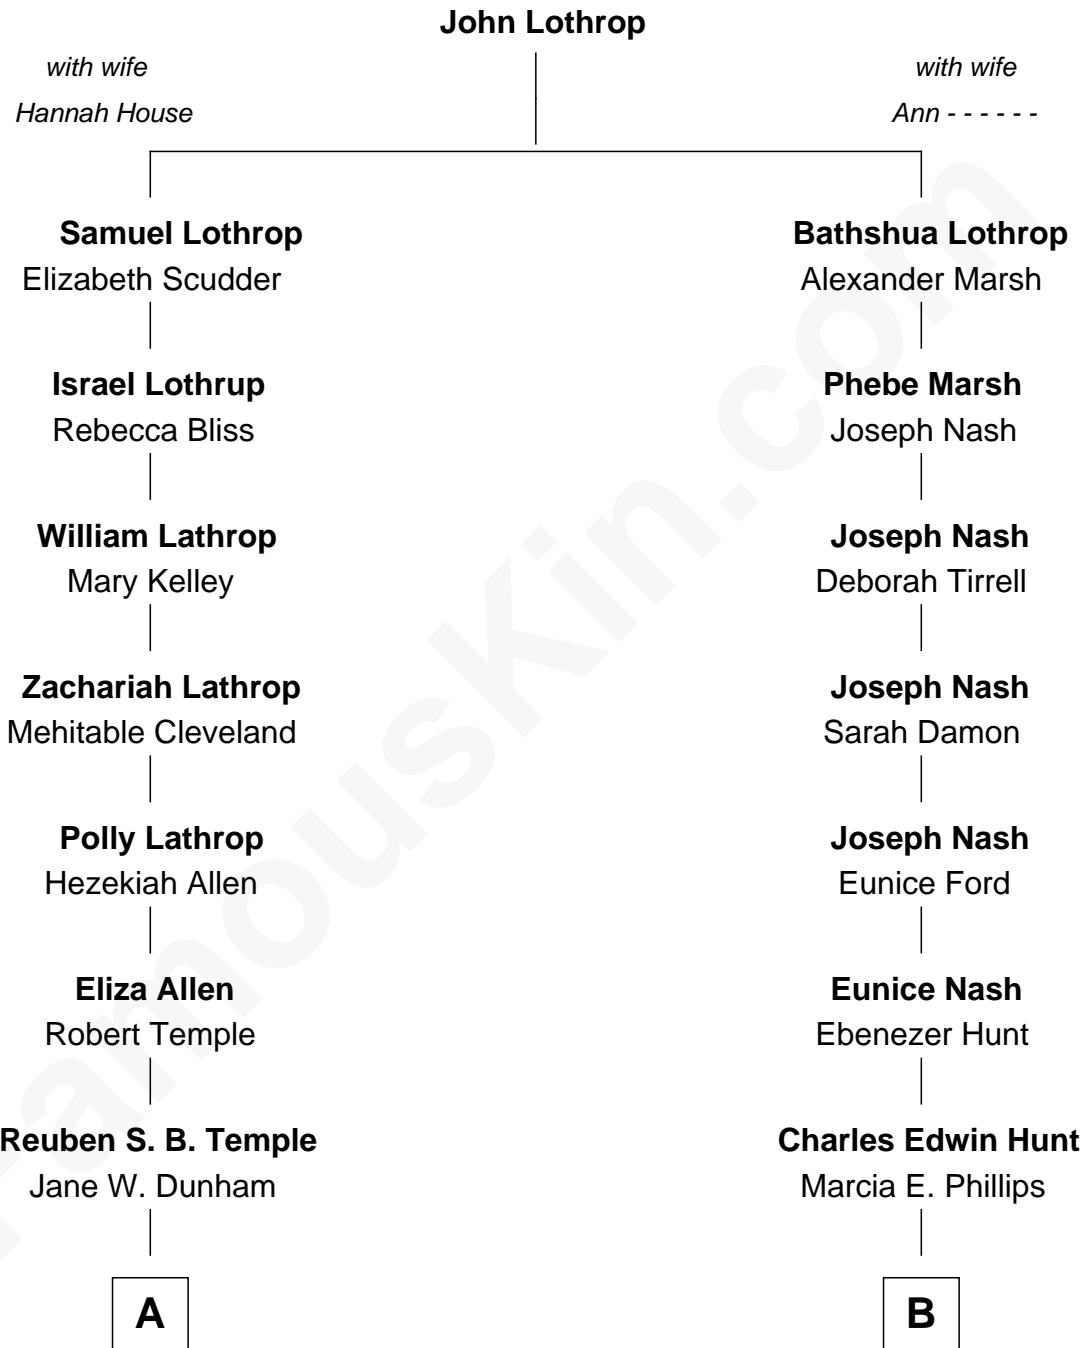 John Lothrop
with wife
Hannah House
with wife
Ann - - - - - -
Samuel Lothrop
Elizabeth Scudder
Bathshua Lothrop
Alexander Marsh
Israel Lothrup
Rebecca Bliss
Phebe Marsh
Joseph Nash
William Lathrop
Mary Kelley
Joseph Nash
Deborah Tirrell
Zachariah Lathrop
Mehitable Cleveland
Joseph Nash
Sarah Damon
Polly Lathrop
Hezekiah Allen
Joseph Nash
Eunice Ford
Eliza Allen
Robert Temple
Eunice Nash
Ebenezer Hunt
Reuben S. B. Temple
Jane W. Dunham
Charles Edwin Hunt
Marcia E. Phillips
A
B
FamousKin.com